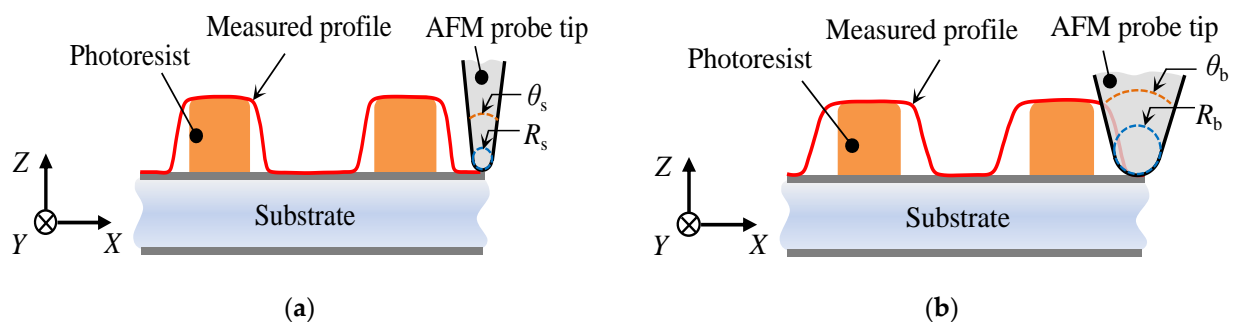 Measured profile
AFM probe tip
Photoresist
θs
Rs
Z
Y
X
Substrate
(a)
Measured profile
AFM probe tip
Photoresist
θb
Rb
Z
Y
X
Substrate
(b)